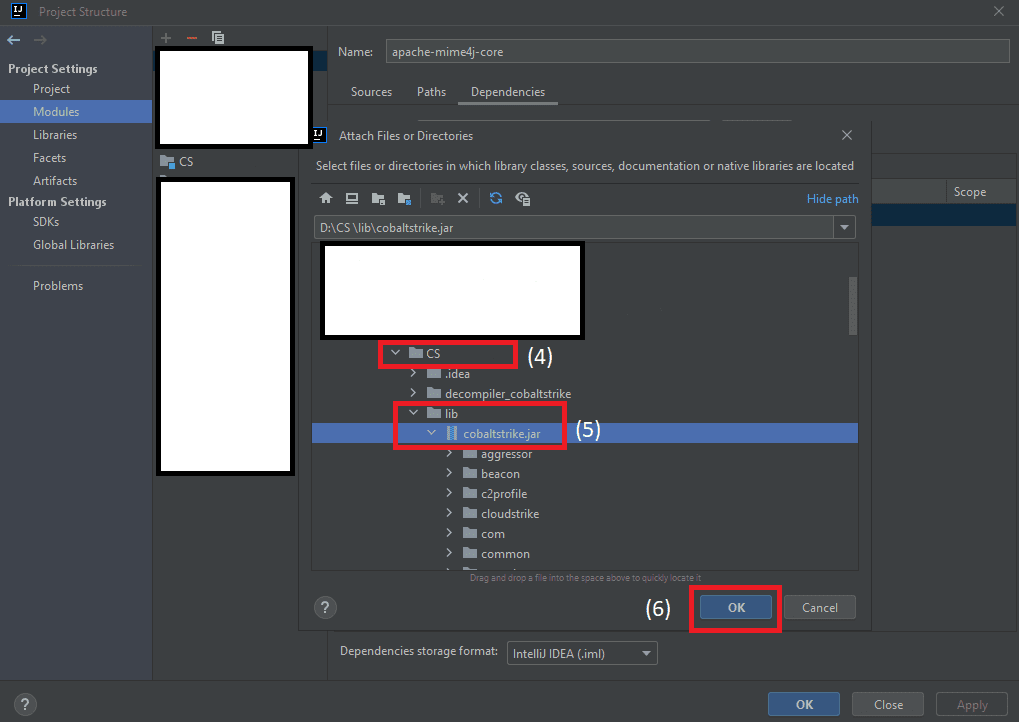 Project Structure
Project Settings
Project
Modules
Libraries
Facets
Artifacts
Platform Settings
SDKs
Global Libraries
Problems
CS
Name: apache-mime4j-core
Sources Paths Dependencies
Scope
Attach Files or Directories
Select files or directories in which library classes, sources, documentation or native libraries are located
Hide path
D:\CS \lib\cobaltstrike.jar
CS (4)
.idea
decompiler_cobaltstrike
lib
cobaltstrike.jar (5)
aggressor
beacon
c2profile
cloudstrike
com
common
Drag and drop a file into the space above to quickly locate it
? (6) OK Cancel
Dependencies storage format: IntelliJ IDEA (.iml)
? OK Close Apply